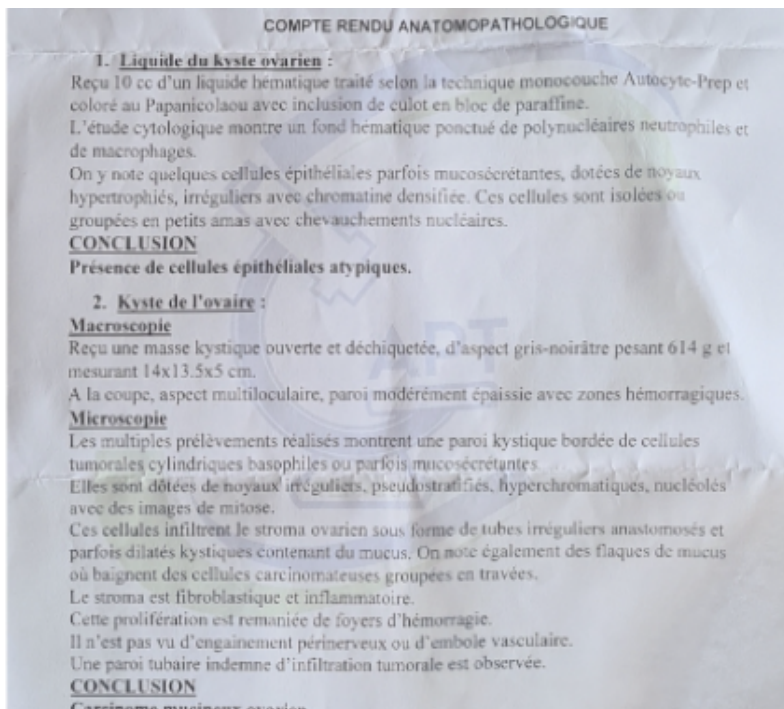 COMPTE RENDU ANATOMOPATHOLOGIQUE
1. Liquide du kyste ovarien :
Reçu 10 cc d'un liquide hématique traité selon la technique monocouche Autocyte-Prep et
coloré au Papanicolaou avec inclusion de culot en bloc de paraffine.
L'étude cytologique montre un fond hématique ponctué de polynucléaires neutrophiles et
de macrophages.
On y note quelques cellules épithéliales parfois mucosécrétantes, dotées de noyaux
hypertrophiés, irréguliers avec chromatine densifiée. Ces cellules sont isolées ou
groupées en petits amas avec chevauchements nucléaires.
CONCLUSION
Présence de cellules épithéliales atypiques.
2. Kyste de l'ovaire :
Macroscopie
Reçu une masse kystique ouverte et déchiquetée, d'aspect gris-noirâtre pesant 614 g et
mesurant 14x13.5x5 cm.
A la coupe, aspect multiloculaire, paroi modérément épaissie avec zones hémorragiques.
APT
Microscopie
Les multiples prélèvements réalisés montrent une paroi kystique bordée de cellules
tumorales cylindriques basophiles ou parfois mucosécrétantes
Elles sont dôtées de noyaux irréguliers, pseudostratifiés, hyperchromatiques, nucléolés
avec des images de mitose.
Ces cellules infiltrent le stroma ovarien sous forme de tubes irréguliers anastomosés et
parfois dilatés kystiques contenant du mucus. On note également des flaques de mucus
où baignent des cellules carcinomateuses groupées en travées.
Le stroma est fibroblastique et inflammatoire.
Cette prolifération est remaniée de foyers d'hémorragie.
Il n'est pas vu d'engainement périnerveux ou d'embole vasculaire.
Une paroi tubaire indemne d'infiltration tumorale est observée.
CONCLUSION
Carcinome mucineux ovarien